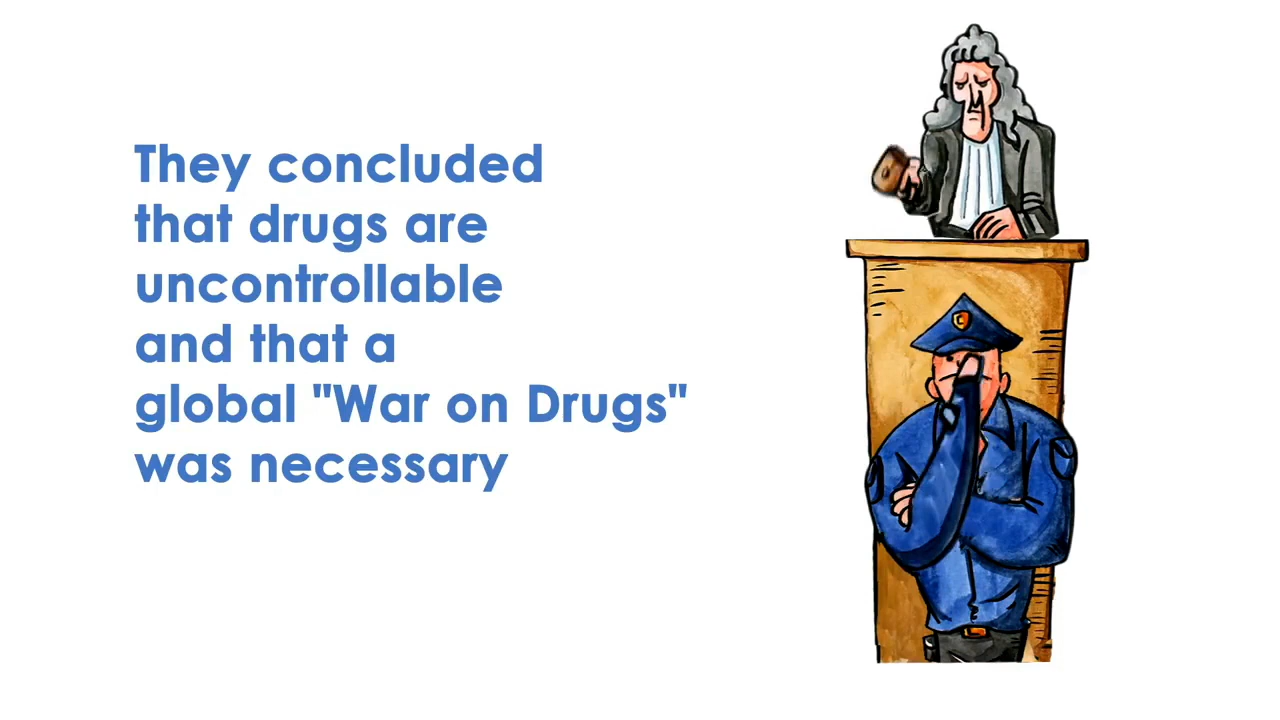 They concluded
that drugs are
uncontrollable
and that a
global "War on Drugs"
was necessary